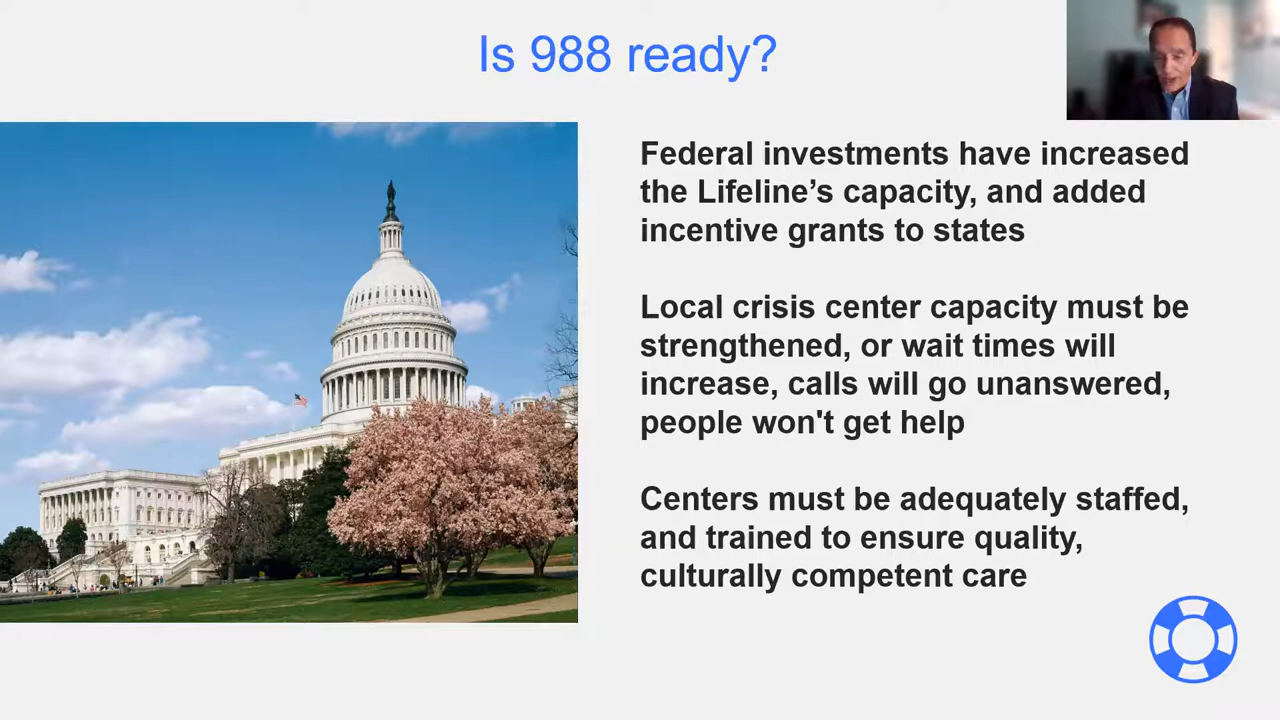 Is 988 ready?
Federal investments have increased
the Lifeline’s capacity, and added
incentive grants to states
Local crisis center capacity must be
strengthened, or wait times will
increase, calls will go unanswered,
people won't get help
Centers must be adequately staffed,
and trained to ensure quality,
culturally competent care